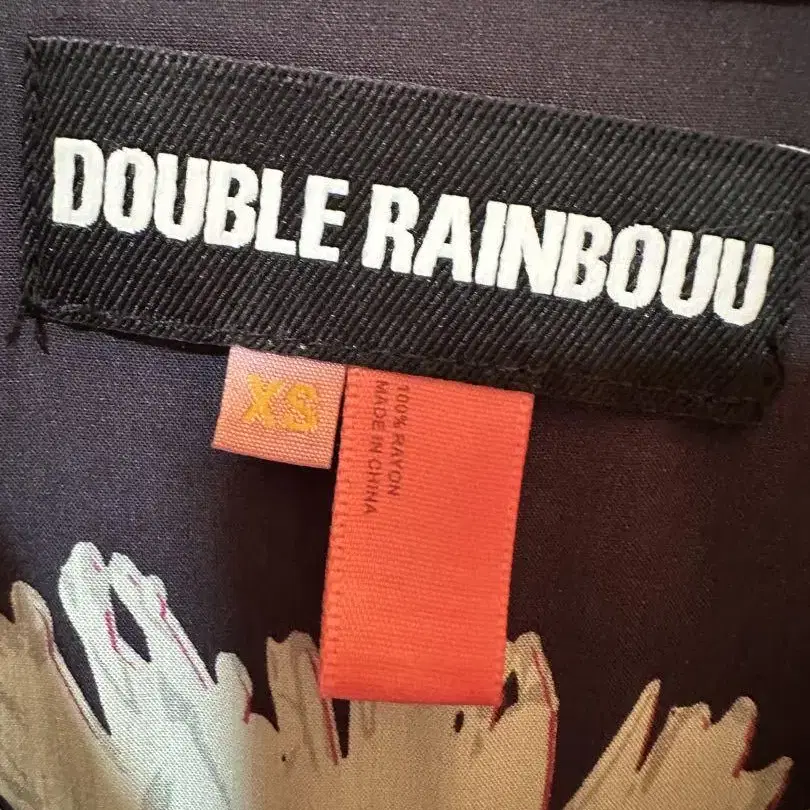 DOUBLE RAINBOUU
XS
100% RAYON
MADE IN CHINA